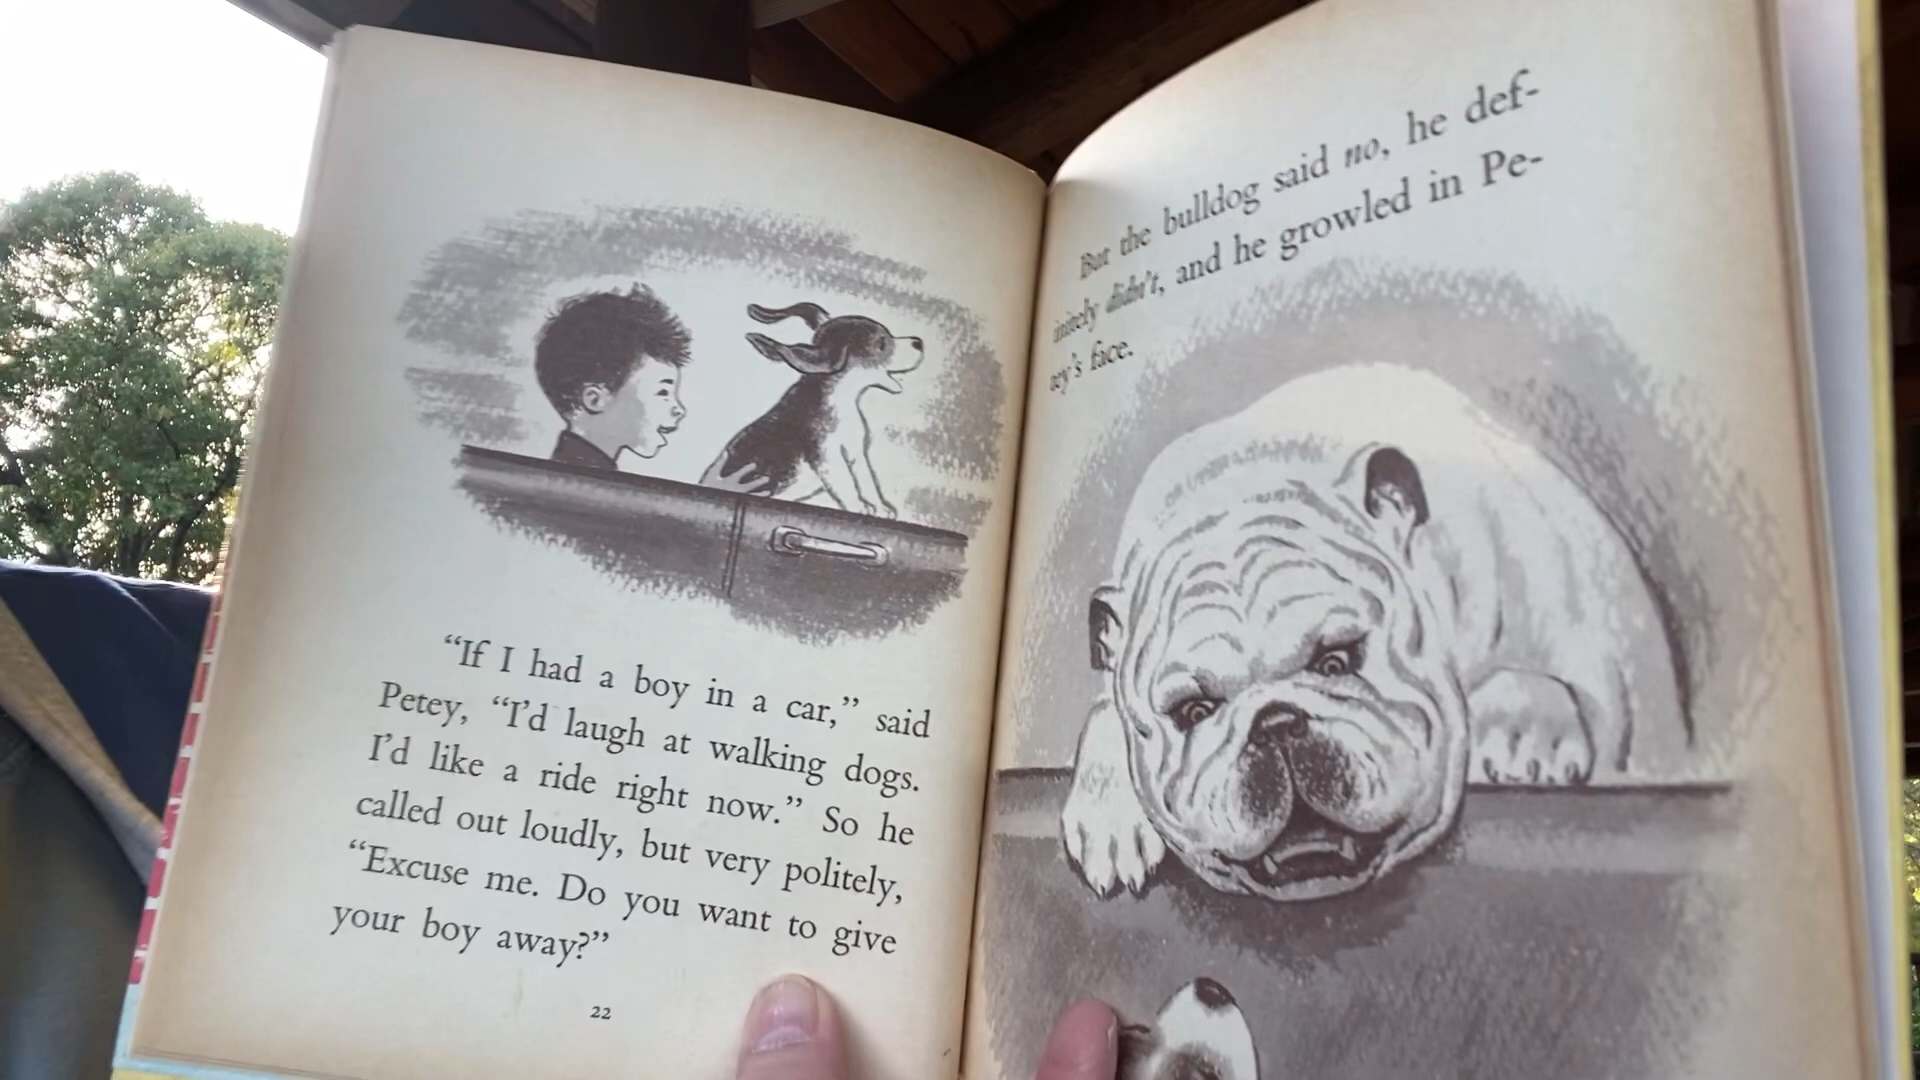 “If I had a boy in a car,” said
Petey, “I’d laugh at walking dogs.
I’d like a ride right now.” So he
called out loudly, but very politely,
“Excuse me. Do you want to give
your boy away?”
22
But the bulldog said no, he def-
initely didn’t, and he growled in Pe-
tey’s face.